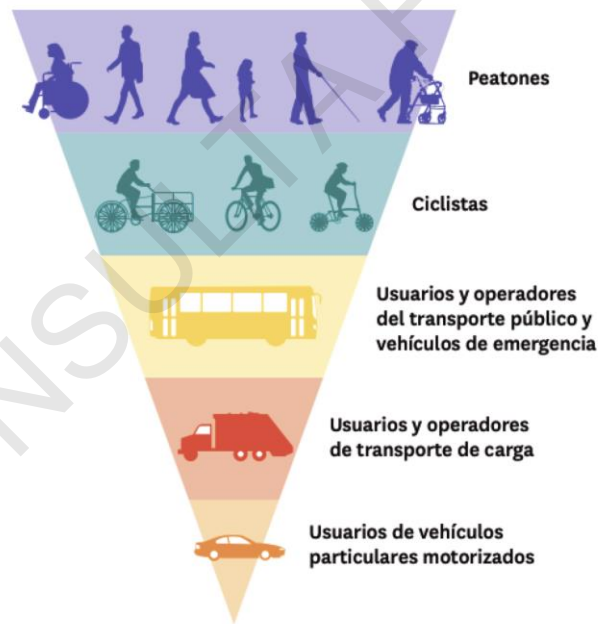 Peatones
Ciclistas
Usuarios y operadores
del transporte público y
vehículos de emergencia
Usuarios y operadores
de transporte de carga
Usuarios de vehículos
particulares motorizados